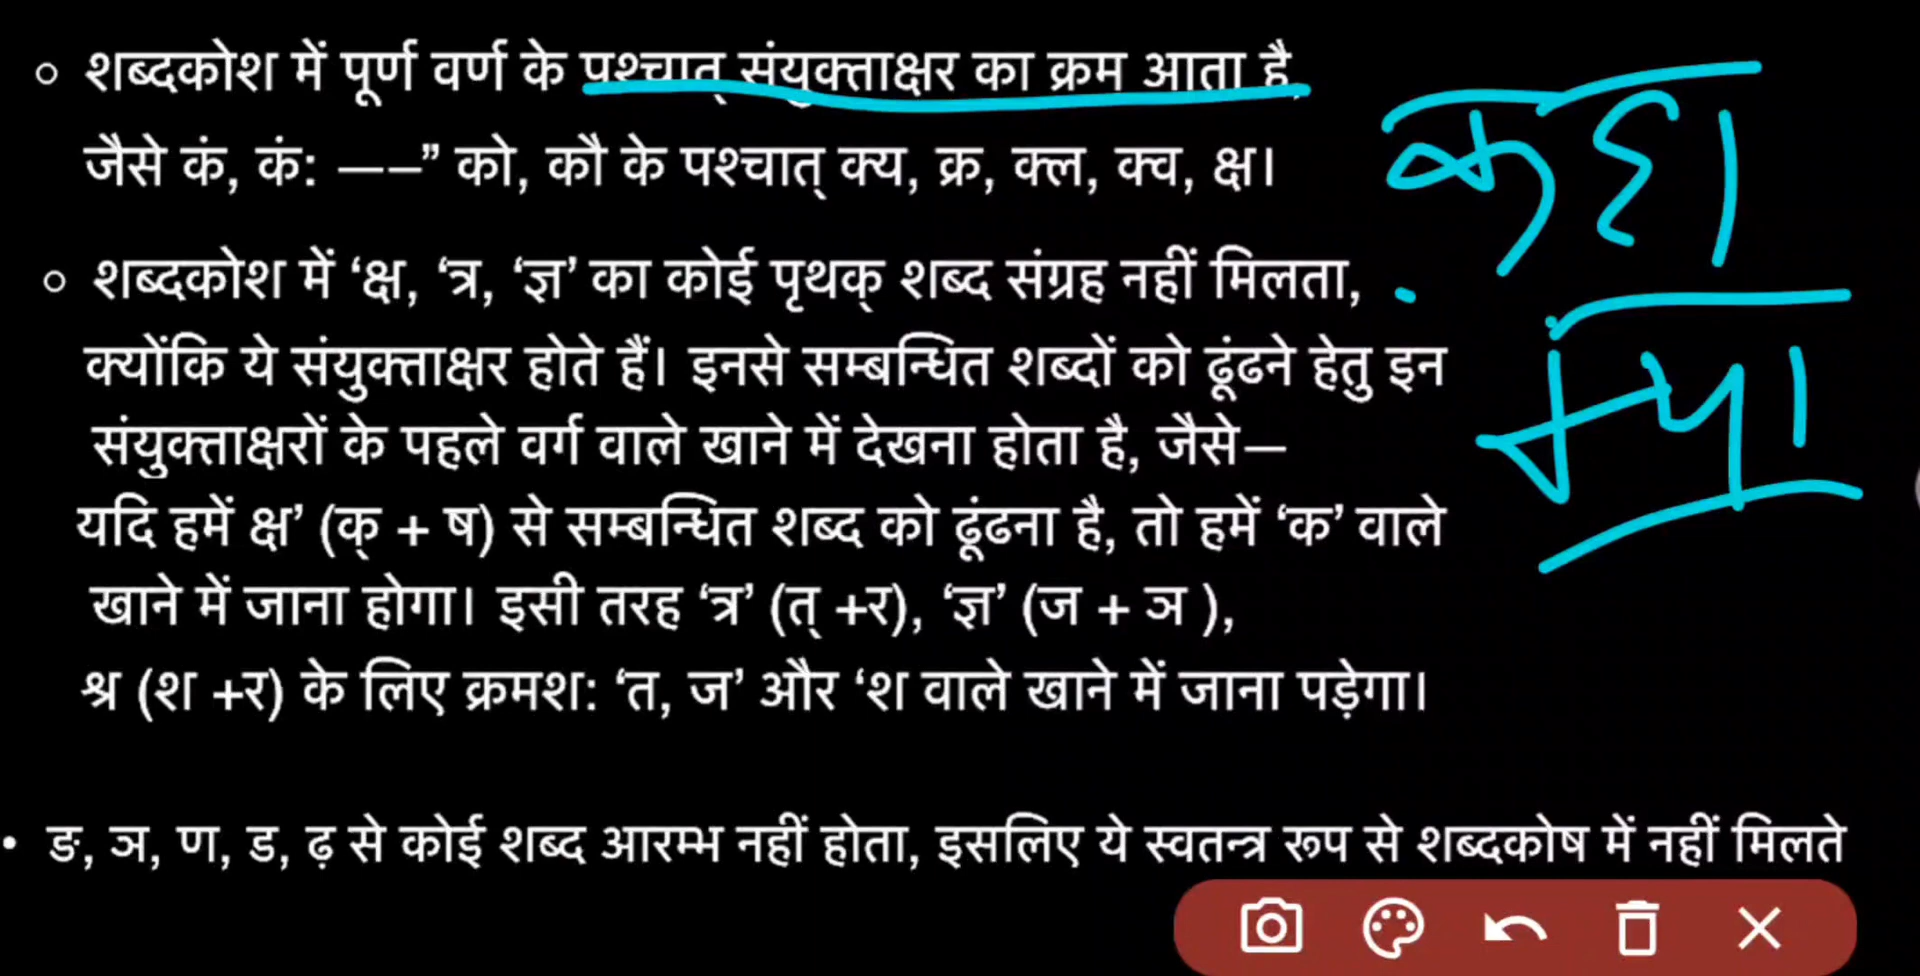 शब्दकोश में पूर्ण वर्ण के पश्चात् संयुक्ताक्षर का क्रम आता है,
जैसे कं, कं: ——” को, कौ के पश्चात् क्य, क्र, क्ल, क्व, क्ष।
कहा
शब्दकोश में ‘क्ष, ‘त्र, ‘ज्ञ’ का कोई पृथक् शब्द संग्रह नहीं मिलता,
क्योंकि ये संयुक्ताक्षर होते हैं। इनसे सम्बन्धित शब्दों को ढूंढने हेतु इन
संयुक्ताक्षरों के पहले वर्ग वाले खाने में देखना होता है, जैसे—
यदि हमें क्ष’ (क् + ष) से सम्बन्धित शब्द को ढूंढना है, तो हमें ‘क’ वाले
खाने में जाना होगा। इसी तरह ‘त्र’ (त् +र), ‘ज्ञ’ (ज + ञ ),
श्र (श +र) के लिए क्रमश: ‘त, ज’ और ‘श वाले खाने में जाना पड़ेगा।
ङ, ञ, ण, ड, ढ़ से कोई शब्द आरम्भ नहीं होता, इसलिए ये स्वतन्त्र रूप से शब्दकोष में नहीं मिलते